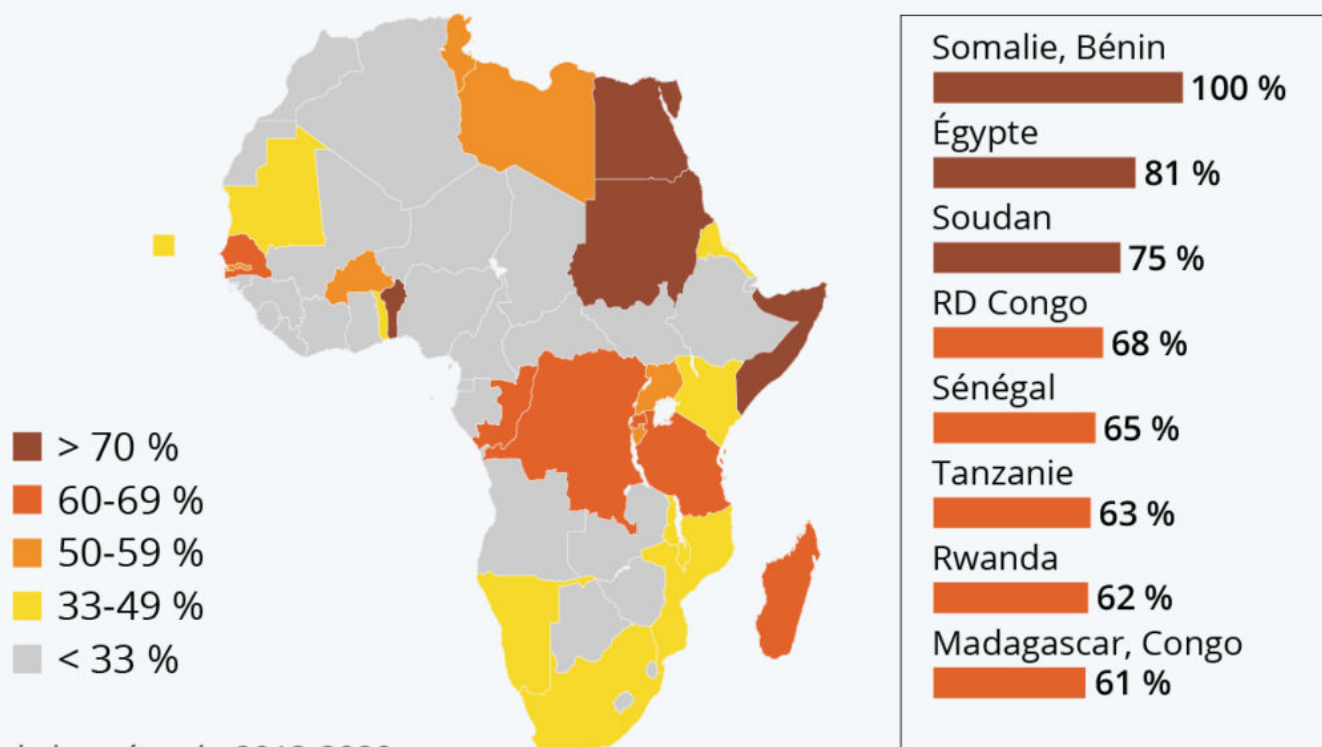 Somalie, Bénin
100 %
Égypte
81 %
Soudan
75 %
RD Congo
68 %
Sénégal
65 %
Tanzanie
63 %
Rwanda
62 %
Madagascar, Congo
61 %
> 70 %
60-69 %
50-59 %
33-49 %
< 33 %